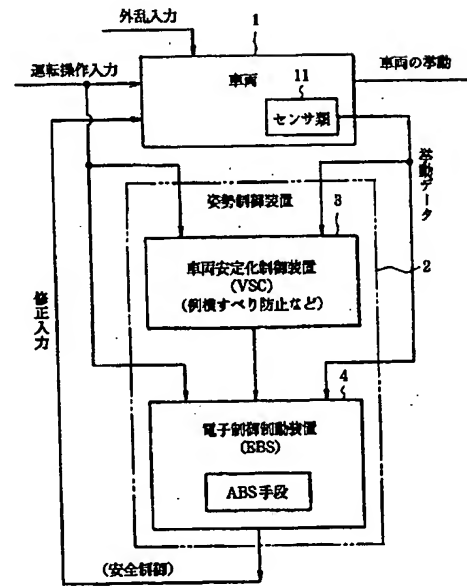 外乱入力
1
運転操作入力
車両の挙動
車両
11
センサ類
挙動データ
姿勢制御装置
3
車両安定化制御装置
(VSC)
(例横すべり防止など)
2
修正入力
4
電子制御制動装置
(EBS)
ABS手段
(安全制御)